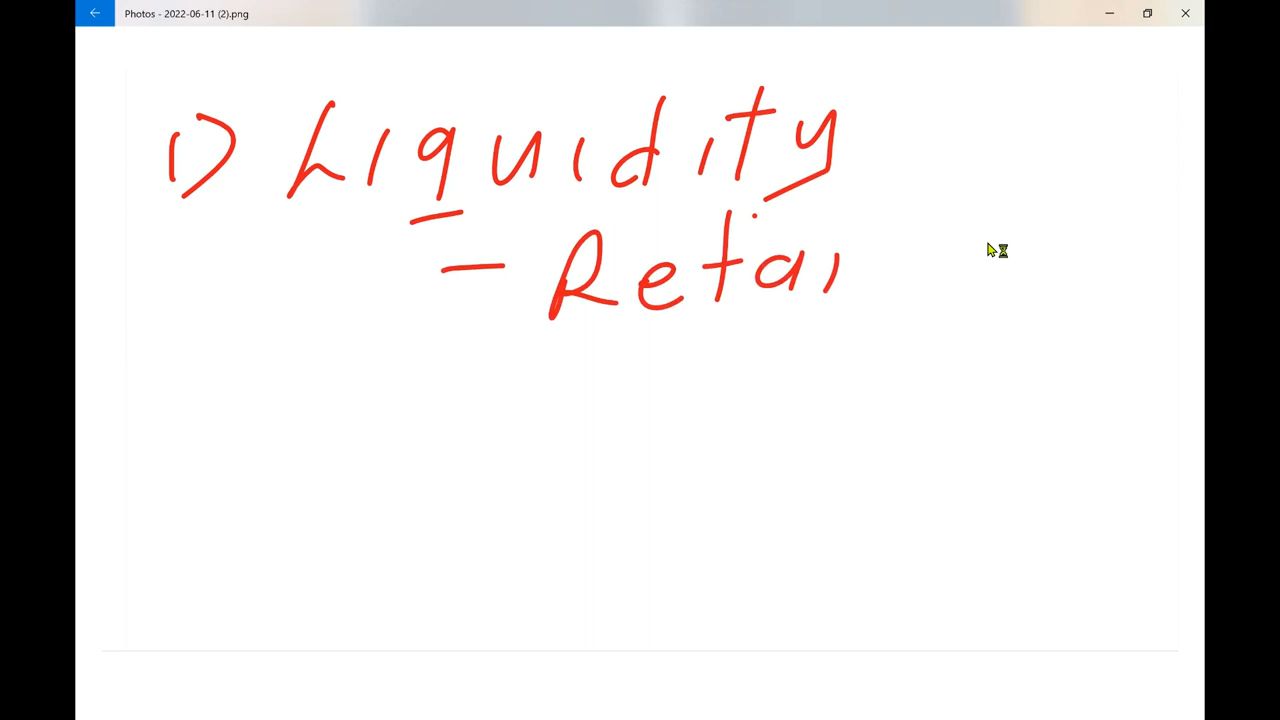 Photos - 2022-06-11 (2).png
1) Liquidity
- Retai